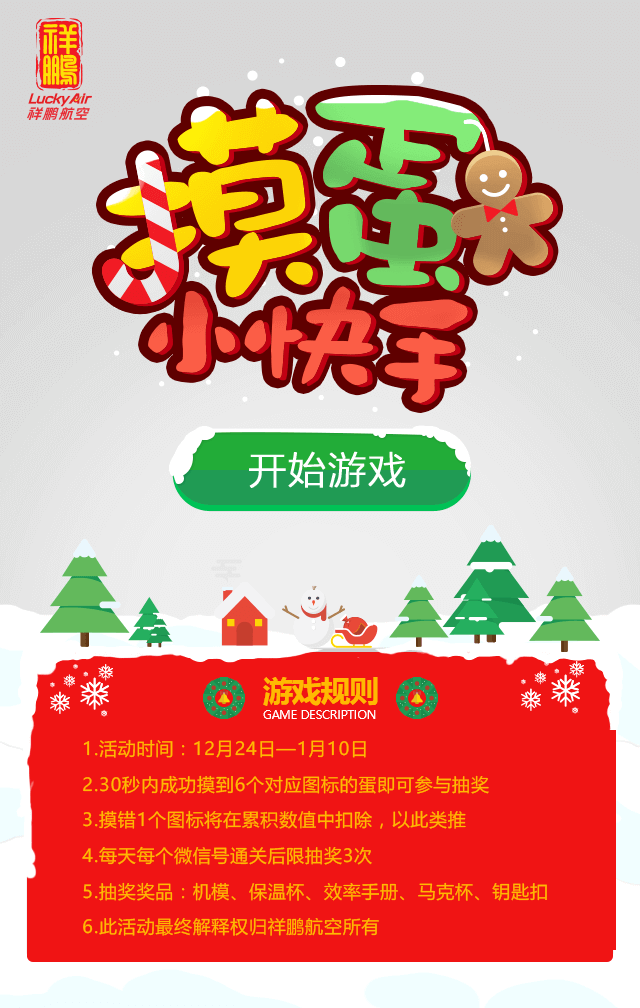 祥鹏
Lucky Air
祥鹏航空
摸蛋
小快手
开始游戏
游戏规则
GAME DESCRIPTION
1.活动时间：12月24日—1月10日
2.30秒内成功摸到6个对应图标的蛋即可参与抽奖
3.摸错1个图标将在累积数值中扣除，以此类推
4.每天每个微信号通关后限抽奖3次
5.抽奖奖品：机模、保温杯、效率手册、马克杯、钥匙扣
6.此活动最终解释权归祥鹏航空所有